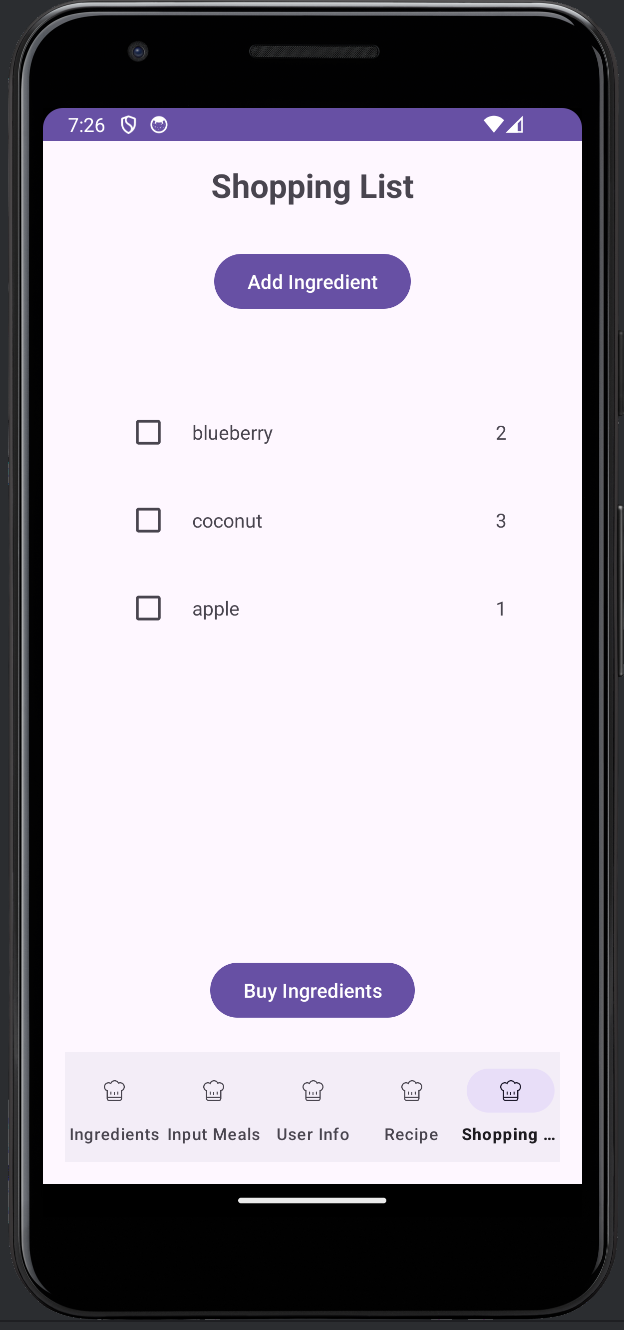 7:26
Shopping List
Add Ingredient
blueberry 2
coconut 3
apple 1
Buy Ingredients
Ingredients Input Meals User Info Recipe Shopping ...